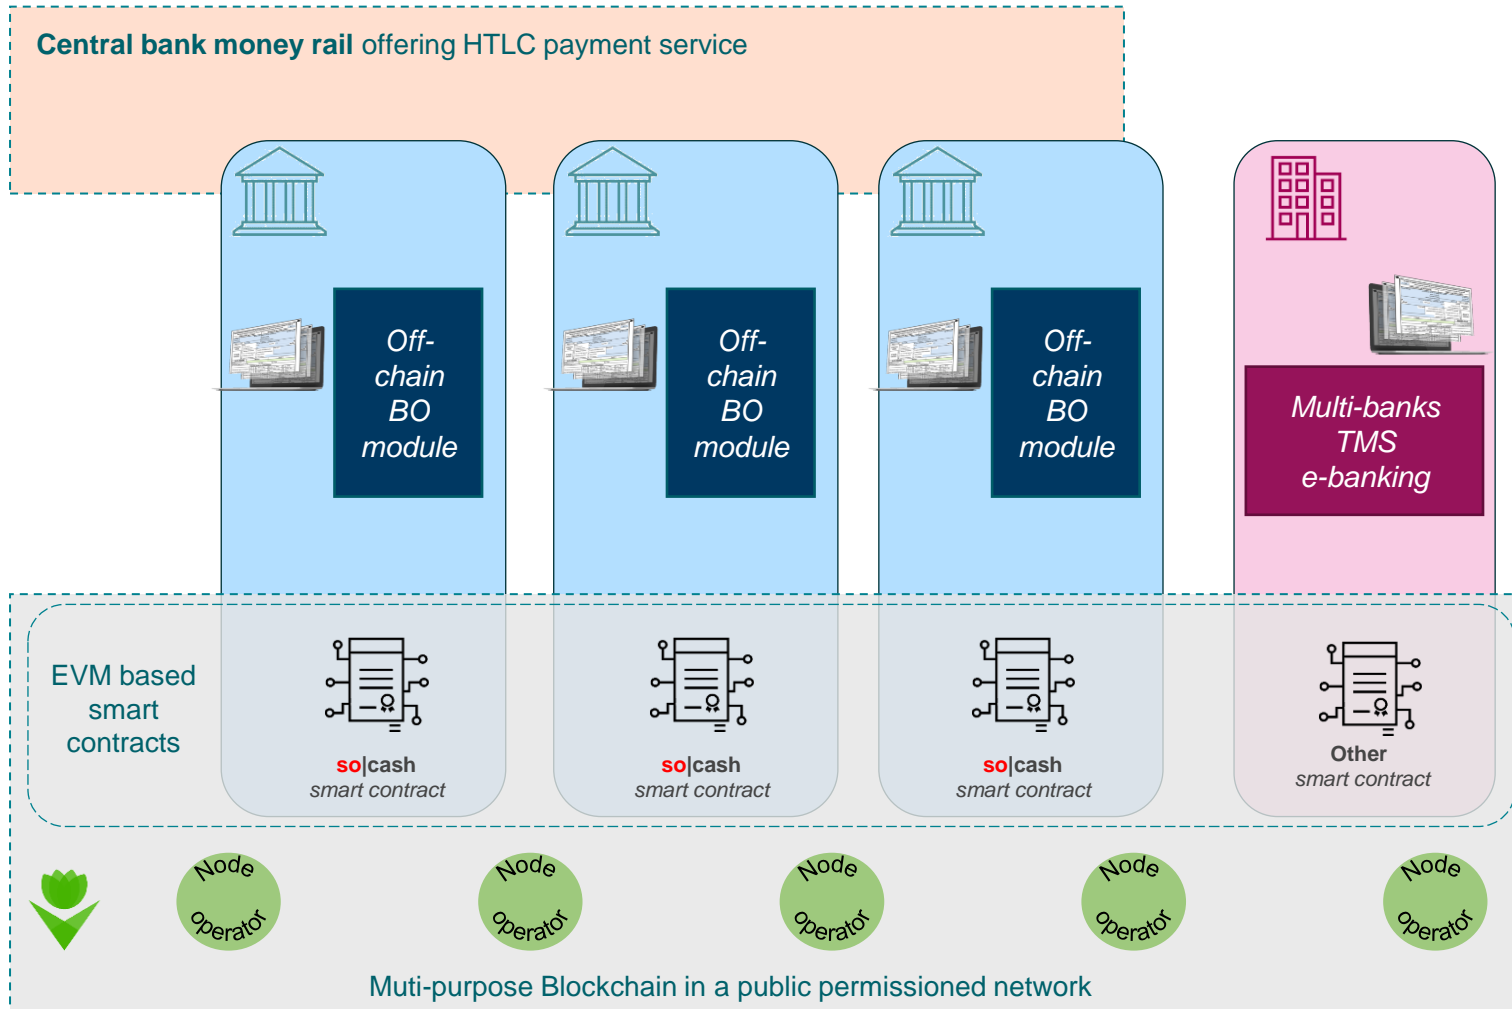 Central bank money rail offering HTLC payment service
Off-
chain
BO
module
Off-
chain
BO
module
Off-
chain
BO
module
Multi-banks
TMS
e-banking
EVM based
smart
contracts
so|cash
smart contract
so|cash
smart contract
so|cash
smart contract
Other
smart contract
Node
operator
Node
operator
Node
operator
Node
operator
Node
operator
Muti-purpose Blockchain in a public permissioned network